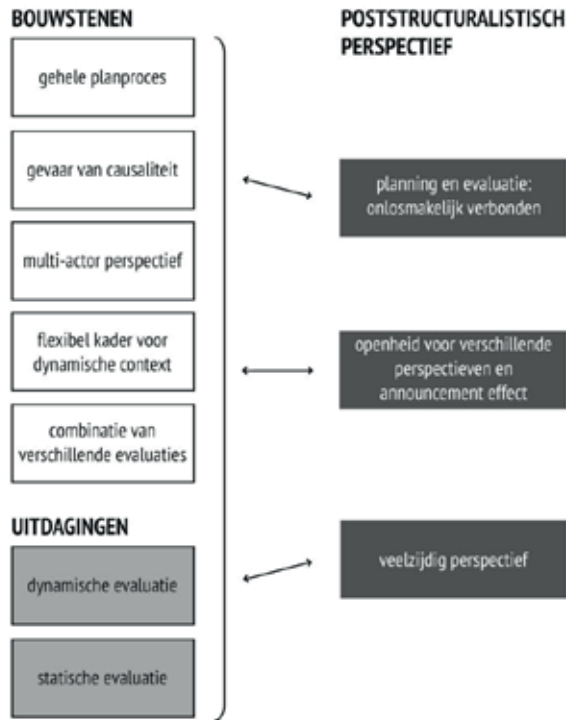 BOUWSTENEN
gehele planproces
gevaar van causaliteit
multi-actor perspectief
flexibel kader voor
dynamische context
combinatie van
verschillende evaluaties
UITDAGINGEN
dynamische evaluatie
statische evaluatie
POSTSTRUCTURALISTISCH
PERSPECTIEF
planning en evaluatie:
onlosmakelijk verbonden
openheid voor verschillende
perspectieven en
announcement effect
veelzijdig perspectief